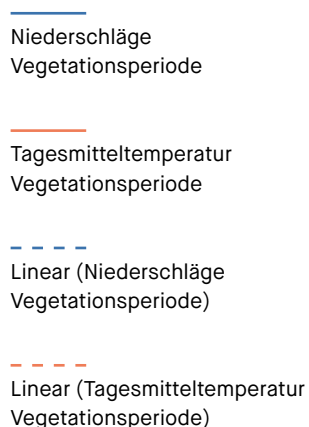 Niederschläge
Vegetationsperiode
Tagesmitteltemperatur
Vegetationsperiode
Linear (Niederschläge
Vegetationsperiode)
Linear (Tagesmitteltemperatur
Vegetationsperiode)